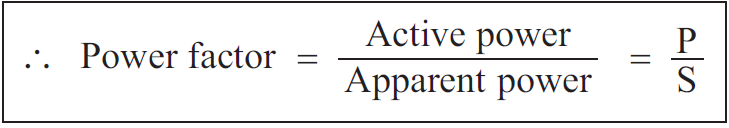 ∴ Power factor = Active power / Apparent power = P / S